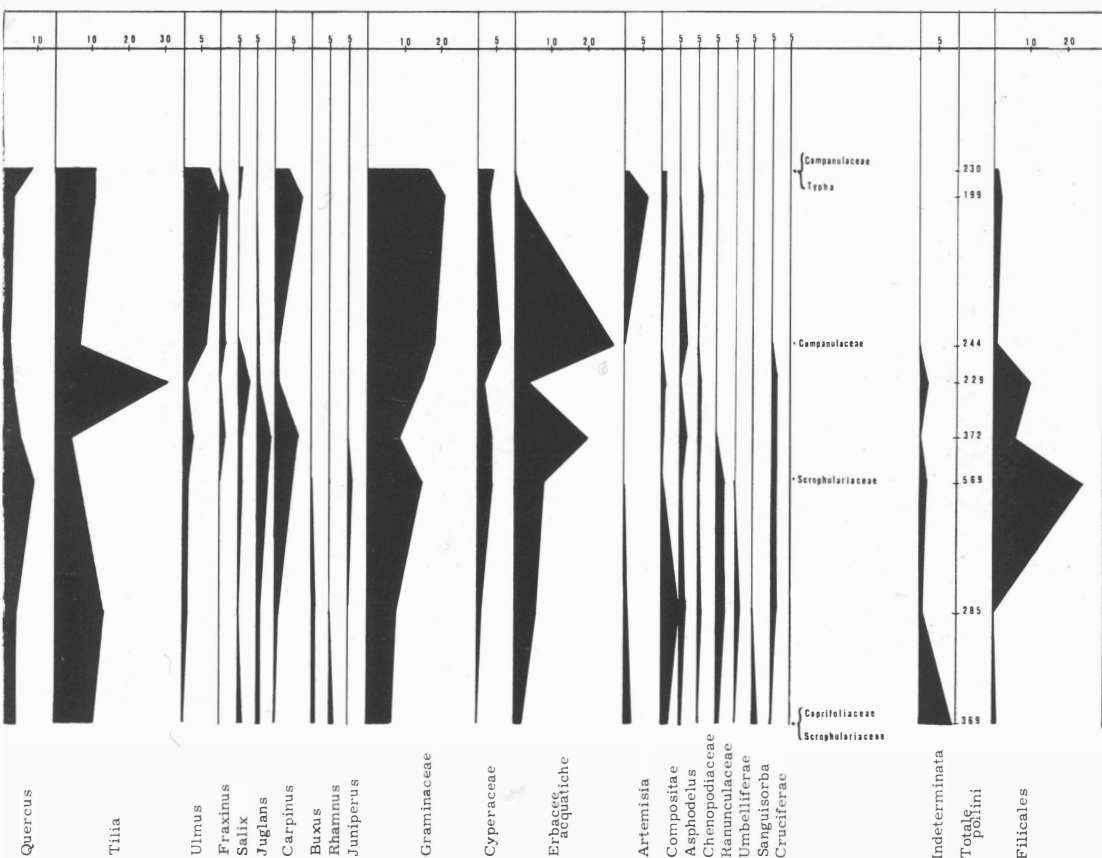 10 10 20 30 5 5 5 5 5 5 5 10 20 5 10 20 5 5 5 5 5 5 5 5 5 10 20
Campanulaceae
Typha
230
199
Campanulaceae
244
229
372
Scrophulariaceae
569
285
Caprifoliaceae
Scrophulariaceae
369
Quercus
Tilia
Ulmus
Fraxinus
Salix
Juglans
Carpinus
Buxus
Rhamnus
Juniperus
Graminaceae
Cyperaceae
Erbacee
acquatiche
Artemisia
Compositae
Asphodelus
Chenopodiaceae
Ranunculaceae
Umbelliferae
Sanguisorba
Cruciferae
Indeterminata
Totale
pollini
Filicales